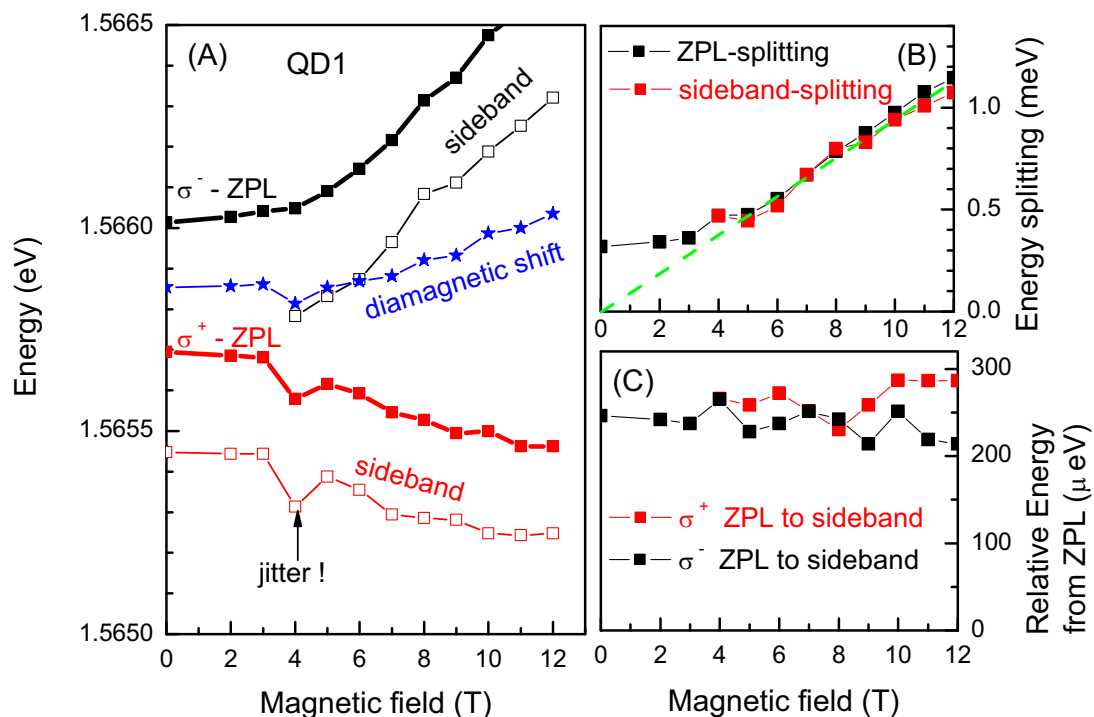 (A)
QD1
σ⁻ - ZPL
sideband
diamagnetic shift
σ⁺ - ZPL
sideband
jitter !
1.5665
1.5660
1.5655
1.5650
Energy (eV)
0 2 4 6 8 10 12
Magnetic field (T)
(B)
ZPL-splitting
sideband-splitting
1.0
0.5
0.0
Energy splitting (meV)
0 2 4 6 8 10 12
(C)
σ⁺ ZPL to sideband
σ⁻ ZPL to sideband
300
200
100
0
Relative Energy
from ZPL (μ eV)
0 2 4 6 8 10 12
Magnetic field (T)